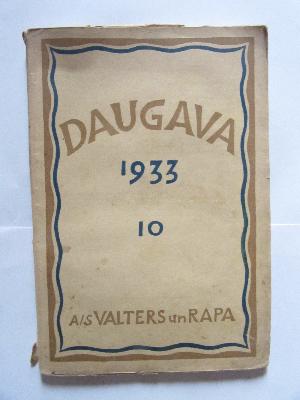 DAUGAVA
1933
10
A/S VALTERS un RAPA